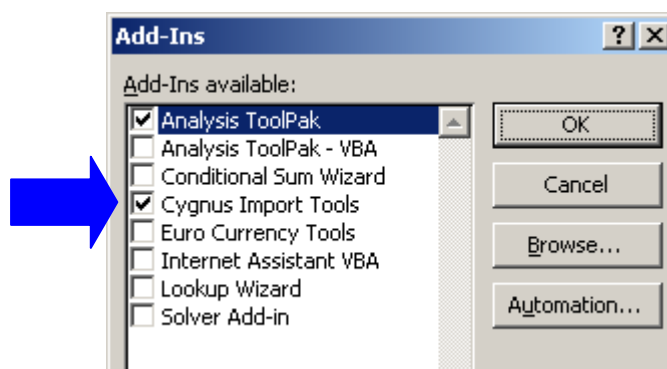 Add-Ins ? ×
Add-Ins available:
Analysis ToolPak
Analysis ToolPak - VBA
Conditional Sum Wizard
Cygnus Import Tools
Euro Currency Tools
Internet Assistant VBA
Lookup Wizard
Solver Add-in
OK
Cancel
Browse...
Automation...